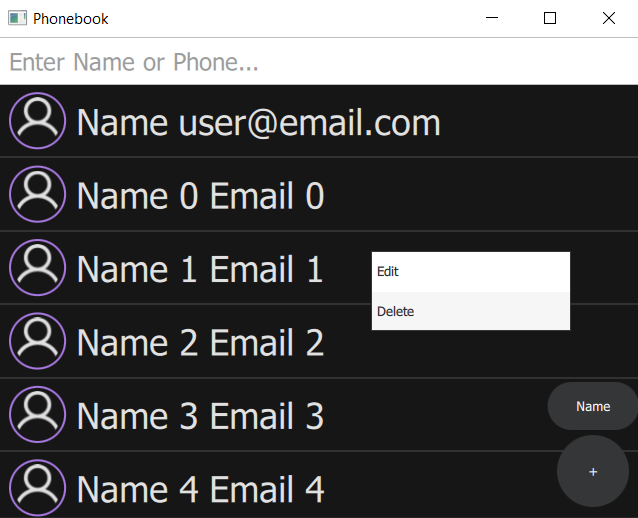 Phonebook
Enter Name or Phone...
Name user@email.com
Name 0 Email 0
Name 1 Email 1
Edit
Delete
Name 2 Email 2
Name 3 Email 3
Name
Name 4 Email 4
+